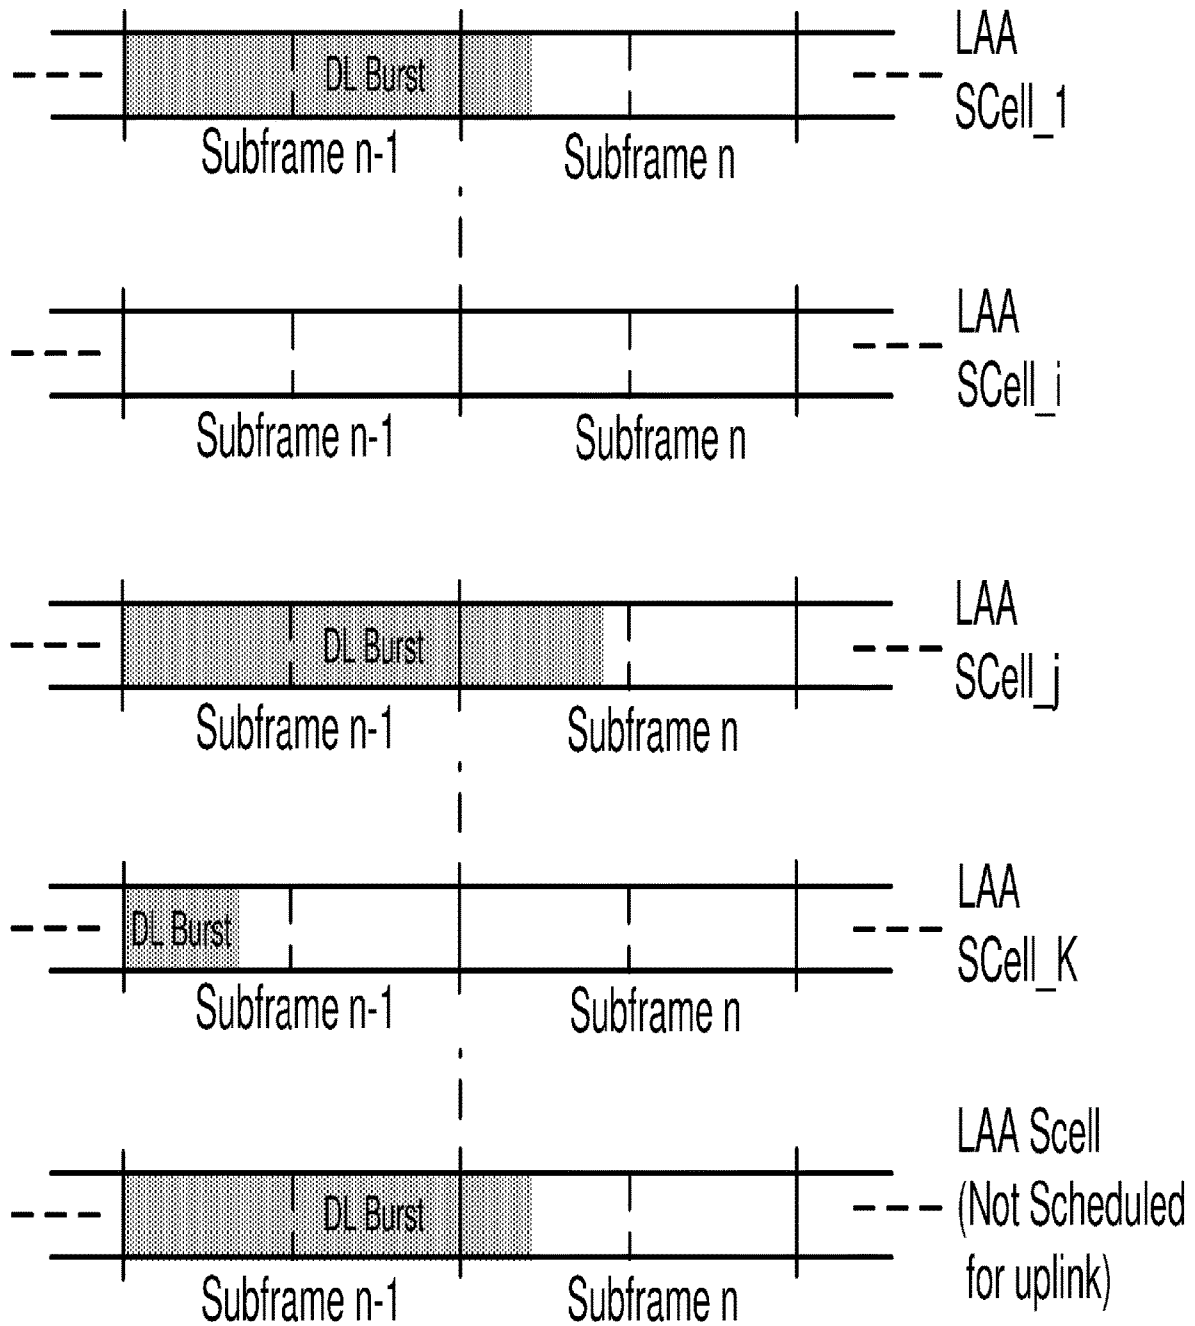 LAA
SCell_1
DL Burst
Subframe n-1
Subframe n
LAA
SCell_i
Subframe n-1
Subframe n
LAA
SCell_j
DL Burst
Subframe n-1
Subframe n
LAA
SCell_K
DL Burst
Subframe n-1
Subframe n
LAA Scell
(Not Scheduled
for uplink)
DL Burst
Subframe n-1
Subframe n